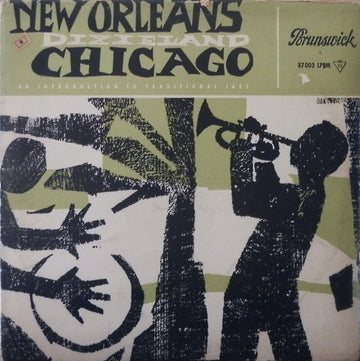 NEW ORLEANS
DIXIELAND
CHICAGO
AN INTRODUCTION TO TRADITIONAL JAZZ
Brunswick
87 003 LPBM